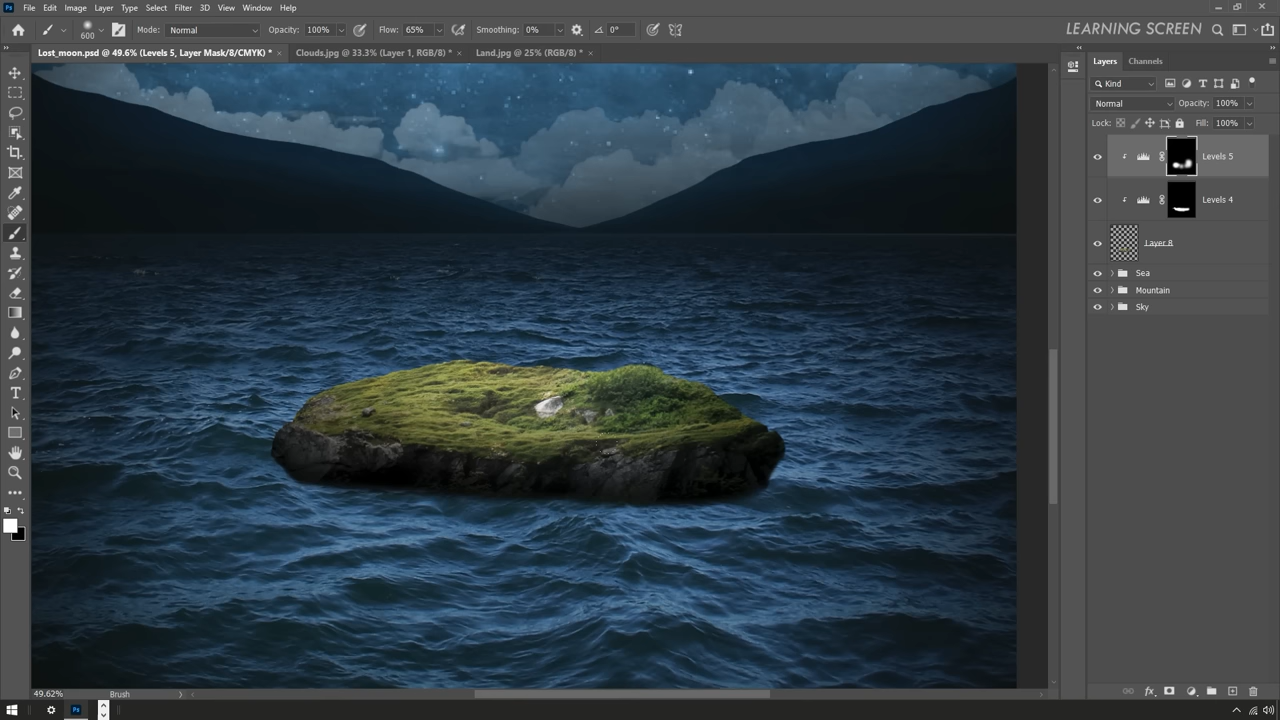 Ps File Edit Image Layer Type Select Filter 3D View Window Help
600 Mode: Normal Opacity: 100% Flow: 65% Smoothing: 0% 0° LEARNING SCREEN
Lost_moon.psd @ 49.6% (Levels 5, Layer Mask/8/CMYK) * × Clouds.jpg @ 33.3% (Layer 1, RGB/8) * × Land.jpg @ 25% (RGB/8) * ×
Layers Channels
Kind
Normal Opacity: 100%
Lock: Fill: 100%
Levels 5
Levels 4
Layer 8
Sea
Mountain
Sky
49.62% Brush
Ps